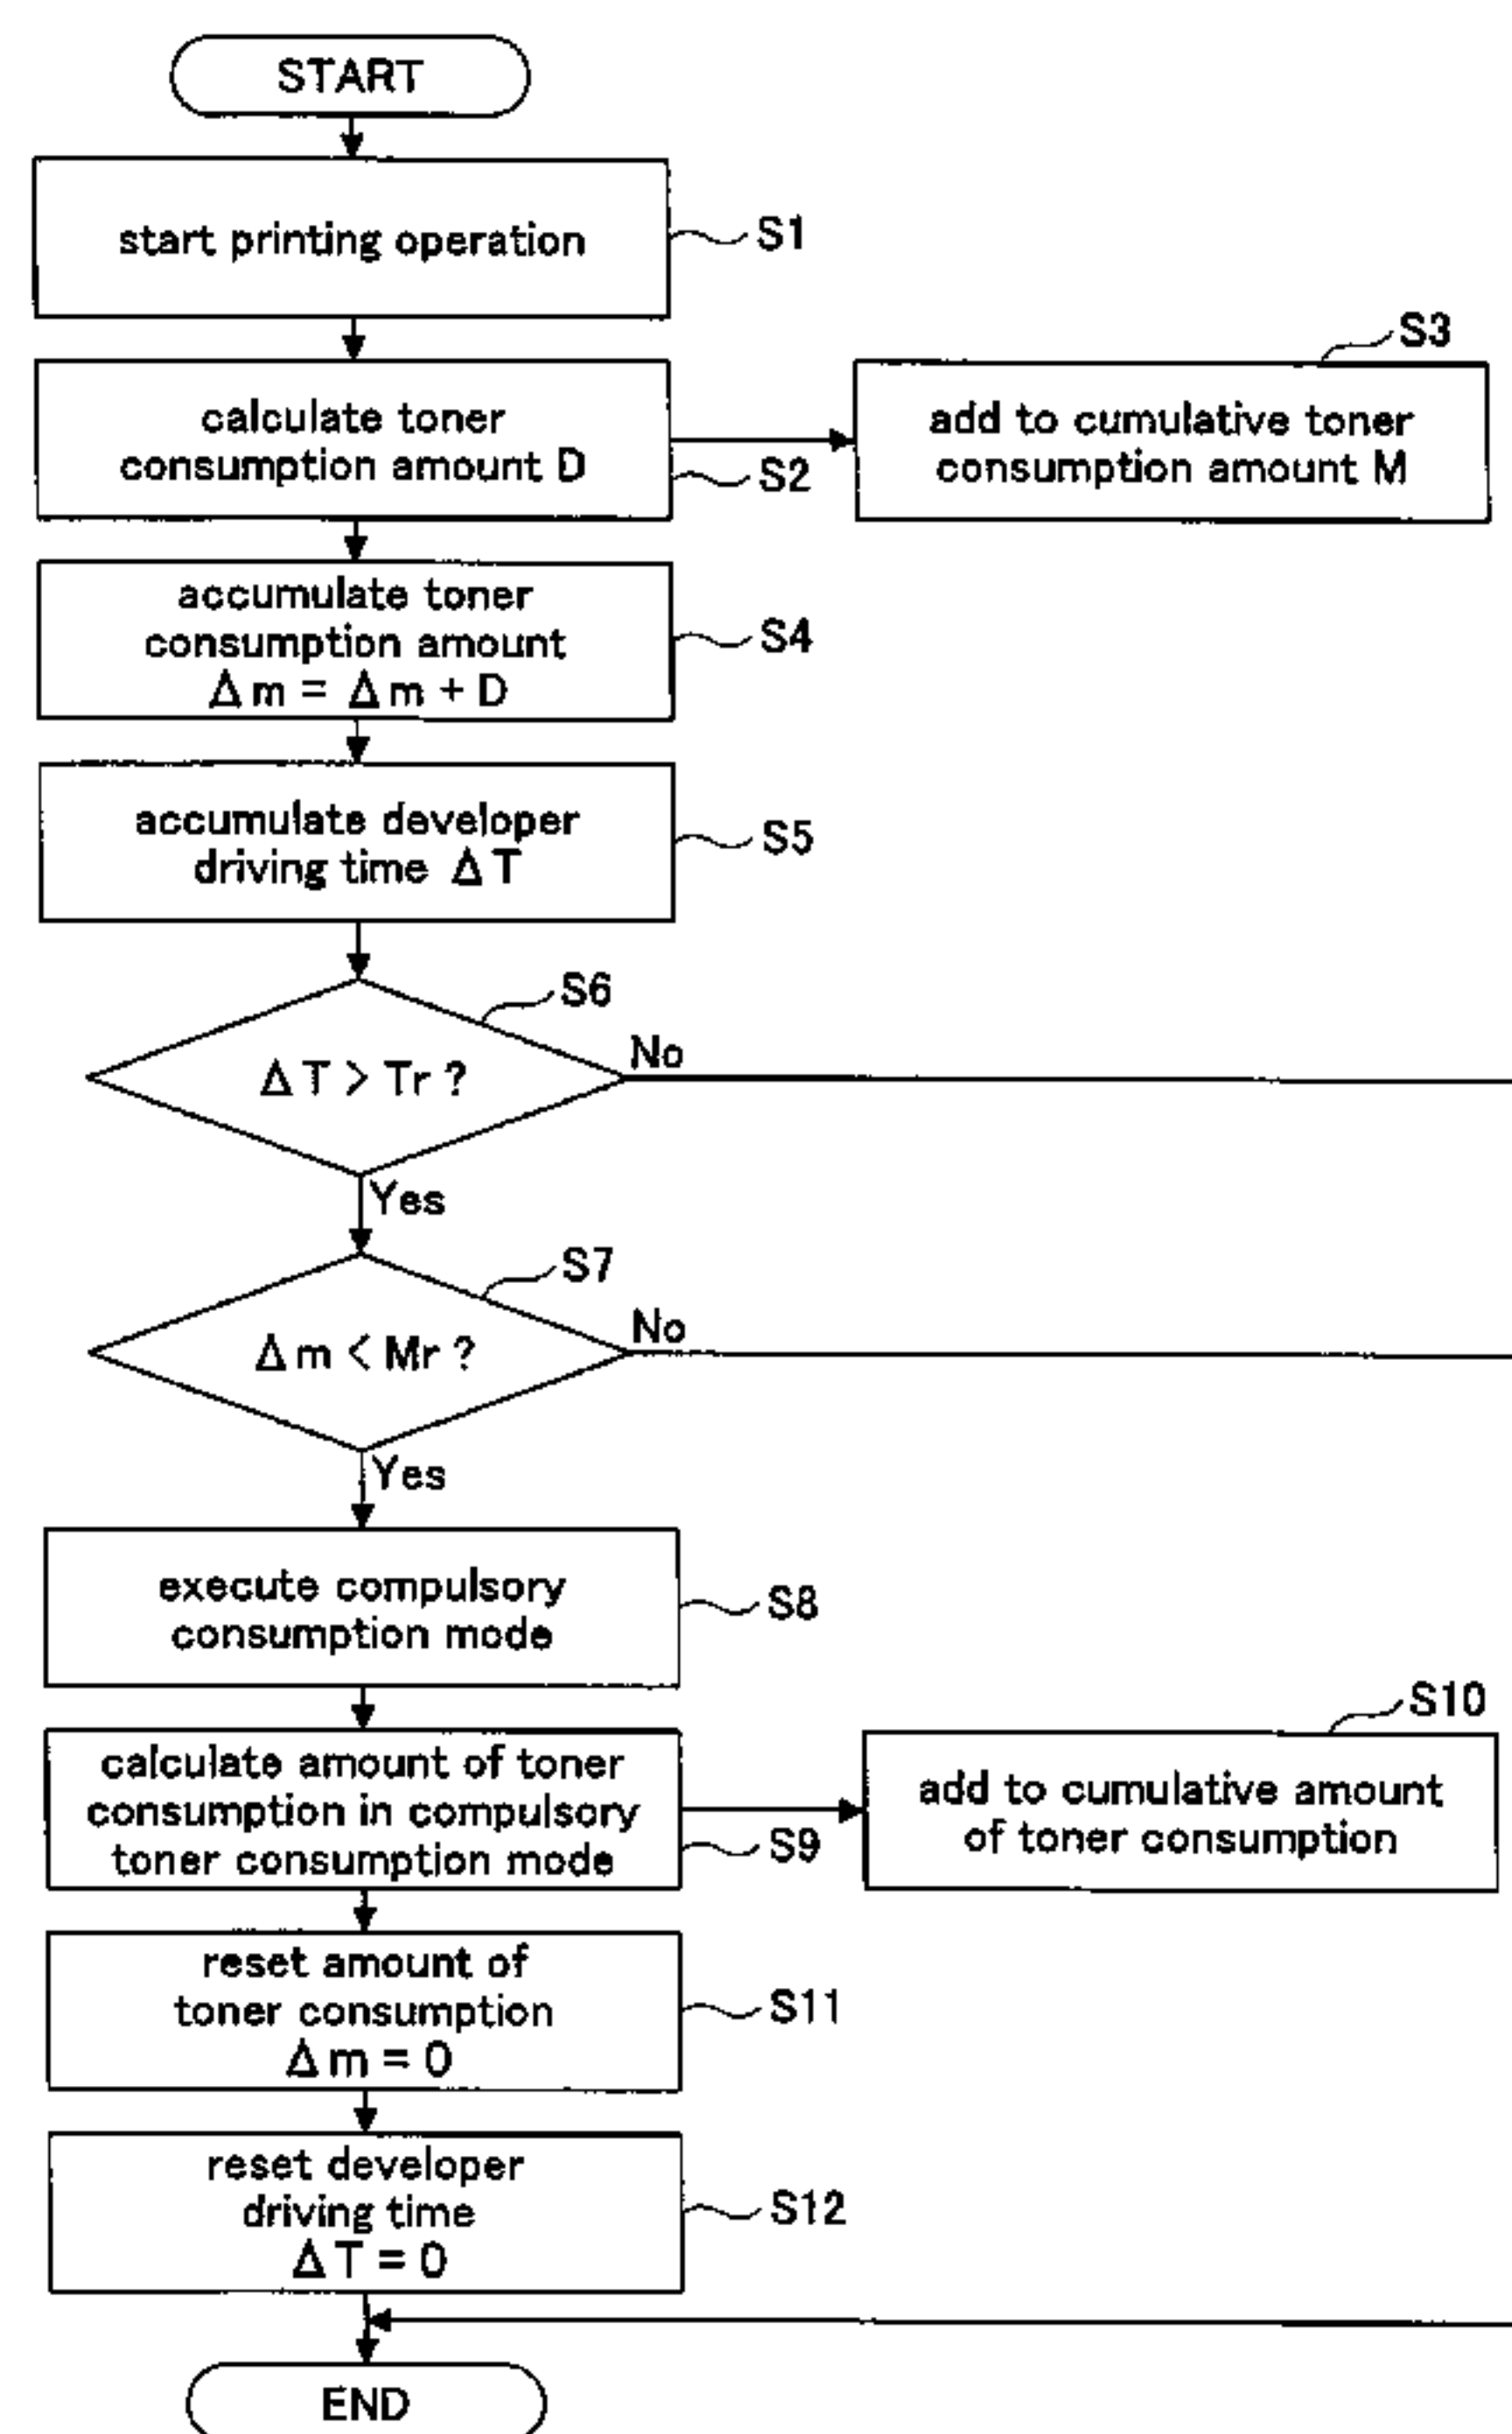 START
start printing operation
S1
calculate toner
consumption amount D
S2
S3
add to cumulative toner
consumption amount M
accumulate toner
consumption amount
Δm = Δm + D
S4
accumulate developer
driving time ΔT
S5
S6
ΔT > Tr ?
No
Yes
S7
Δm < Mr ?
No
Yes
execute compulsory
consumption mode
S8
calculate amount of toner
consumption in compulsory
toner consumption mode
S9
S10
add to cumulative amount
of toner consumption
reset amount of
toner consumption
Δm = 0
S11
reset developer
driving time
ΔT = 0
S12
END